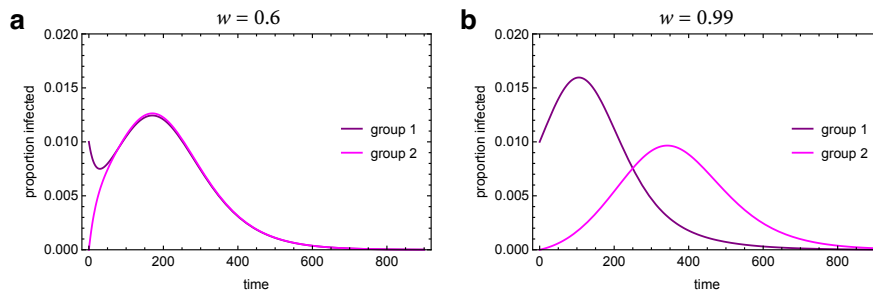 a
w = 0.6
0.020
0.015
0.010
0.005
0.000
proportion infected
group 1
group 2
0 200 400 600 800
time
b
w = 0.99
0.020
0.015
0.010
0.005
0.000
proportion infected
group 1
group 2
0 200 400 600 800
time